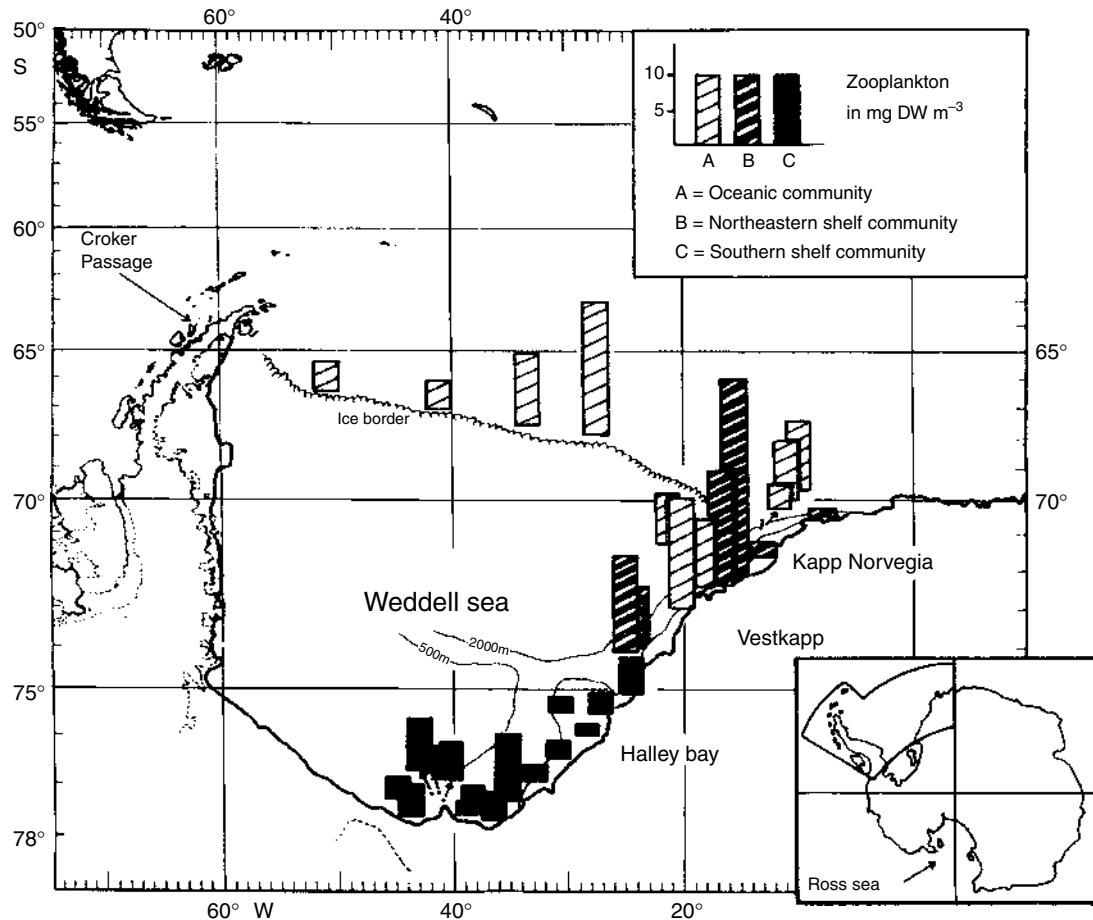 60° 40°
50°
S
10
5
Zooplankton
in mg DW m⁻³
A B C
A = Oceanic community
B = Northeastern shelf community
C = Southern shelf community
55°
60°
Croker
Passage
65° 65°
Ice border
70° 70°
Kapp Norvegia
Weddell sea
Vestkapp
2000m
500m
75°
Halley bay
78°
Ross sea
60° W 40° 20°